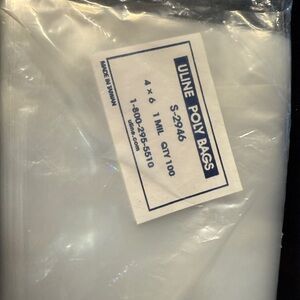 ULINE POLY BAGS
S-2946
4 x 6 1 MIL QTY 100
1-800-295-5510
uline.com
MADE IN TAIWAN